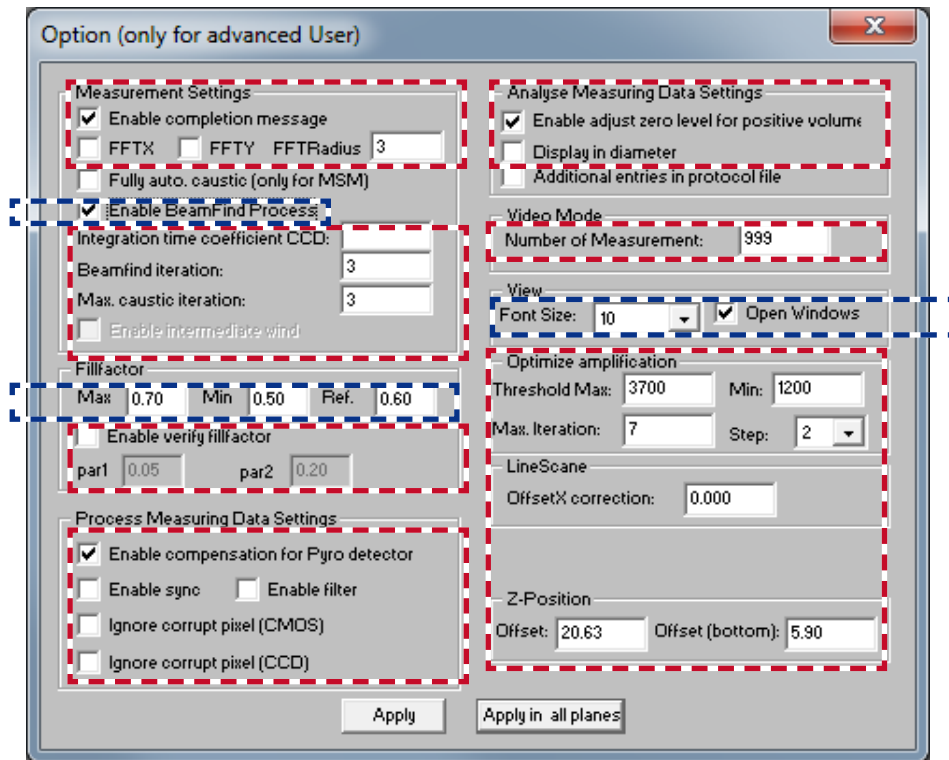 Option (only for advanced User)
Measurement Settings
Enable completion message
FFTX FFTY FFTRadius 3
Fully auto. caustic (only for MSM)
Enable BeamFind Process
Integration time coefficient CCD:
Beamfind iteration: 3
Max. caustic iteration: 3
Enable intermediate wind
Fillfactor
Max 0.70 Min 0.50 Ref. 0.60
Enable verify fillfactor
par1 0.05 par2 0.20
Process Measuring Data Settings
Enable compensation for Pyro detector
Enable sync Enable filter
Ignore corrupt pixel (CMOS)
Ignore corrupt pixel (CCD)
Analyse Measuring Data Settings
Enable adjust zero level for positive volume
Display in diameter
Additional entries in protocol file
Video Mode
Number of Measurement: 999
View
Font Size: 10 Open Windows
Optimize amplification
Threshold Max: 3700 Min: 1200
Max. Iteration: 7 Step: 2
LineScane
OffsetX correction: 0.000
Z-Position
Offset: 20.63 Offset (bottom): 5.90
Apply Apply in all planes